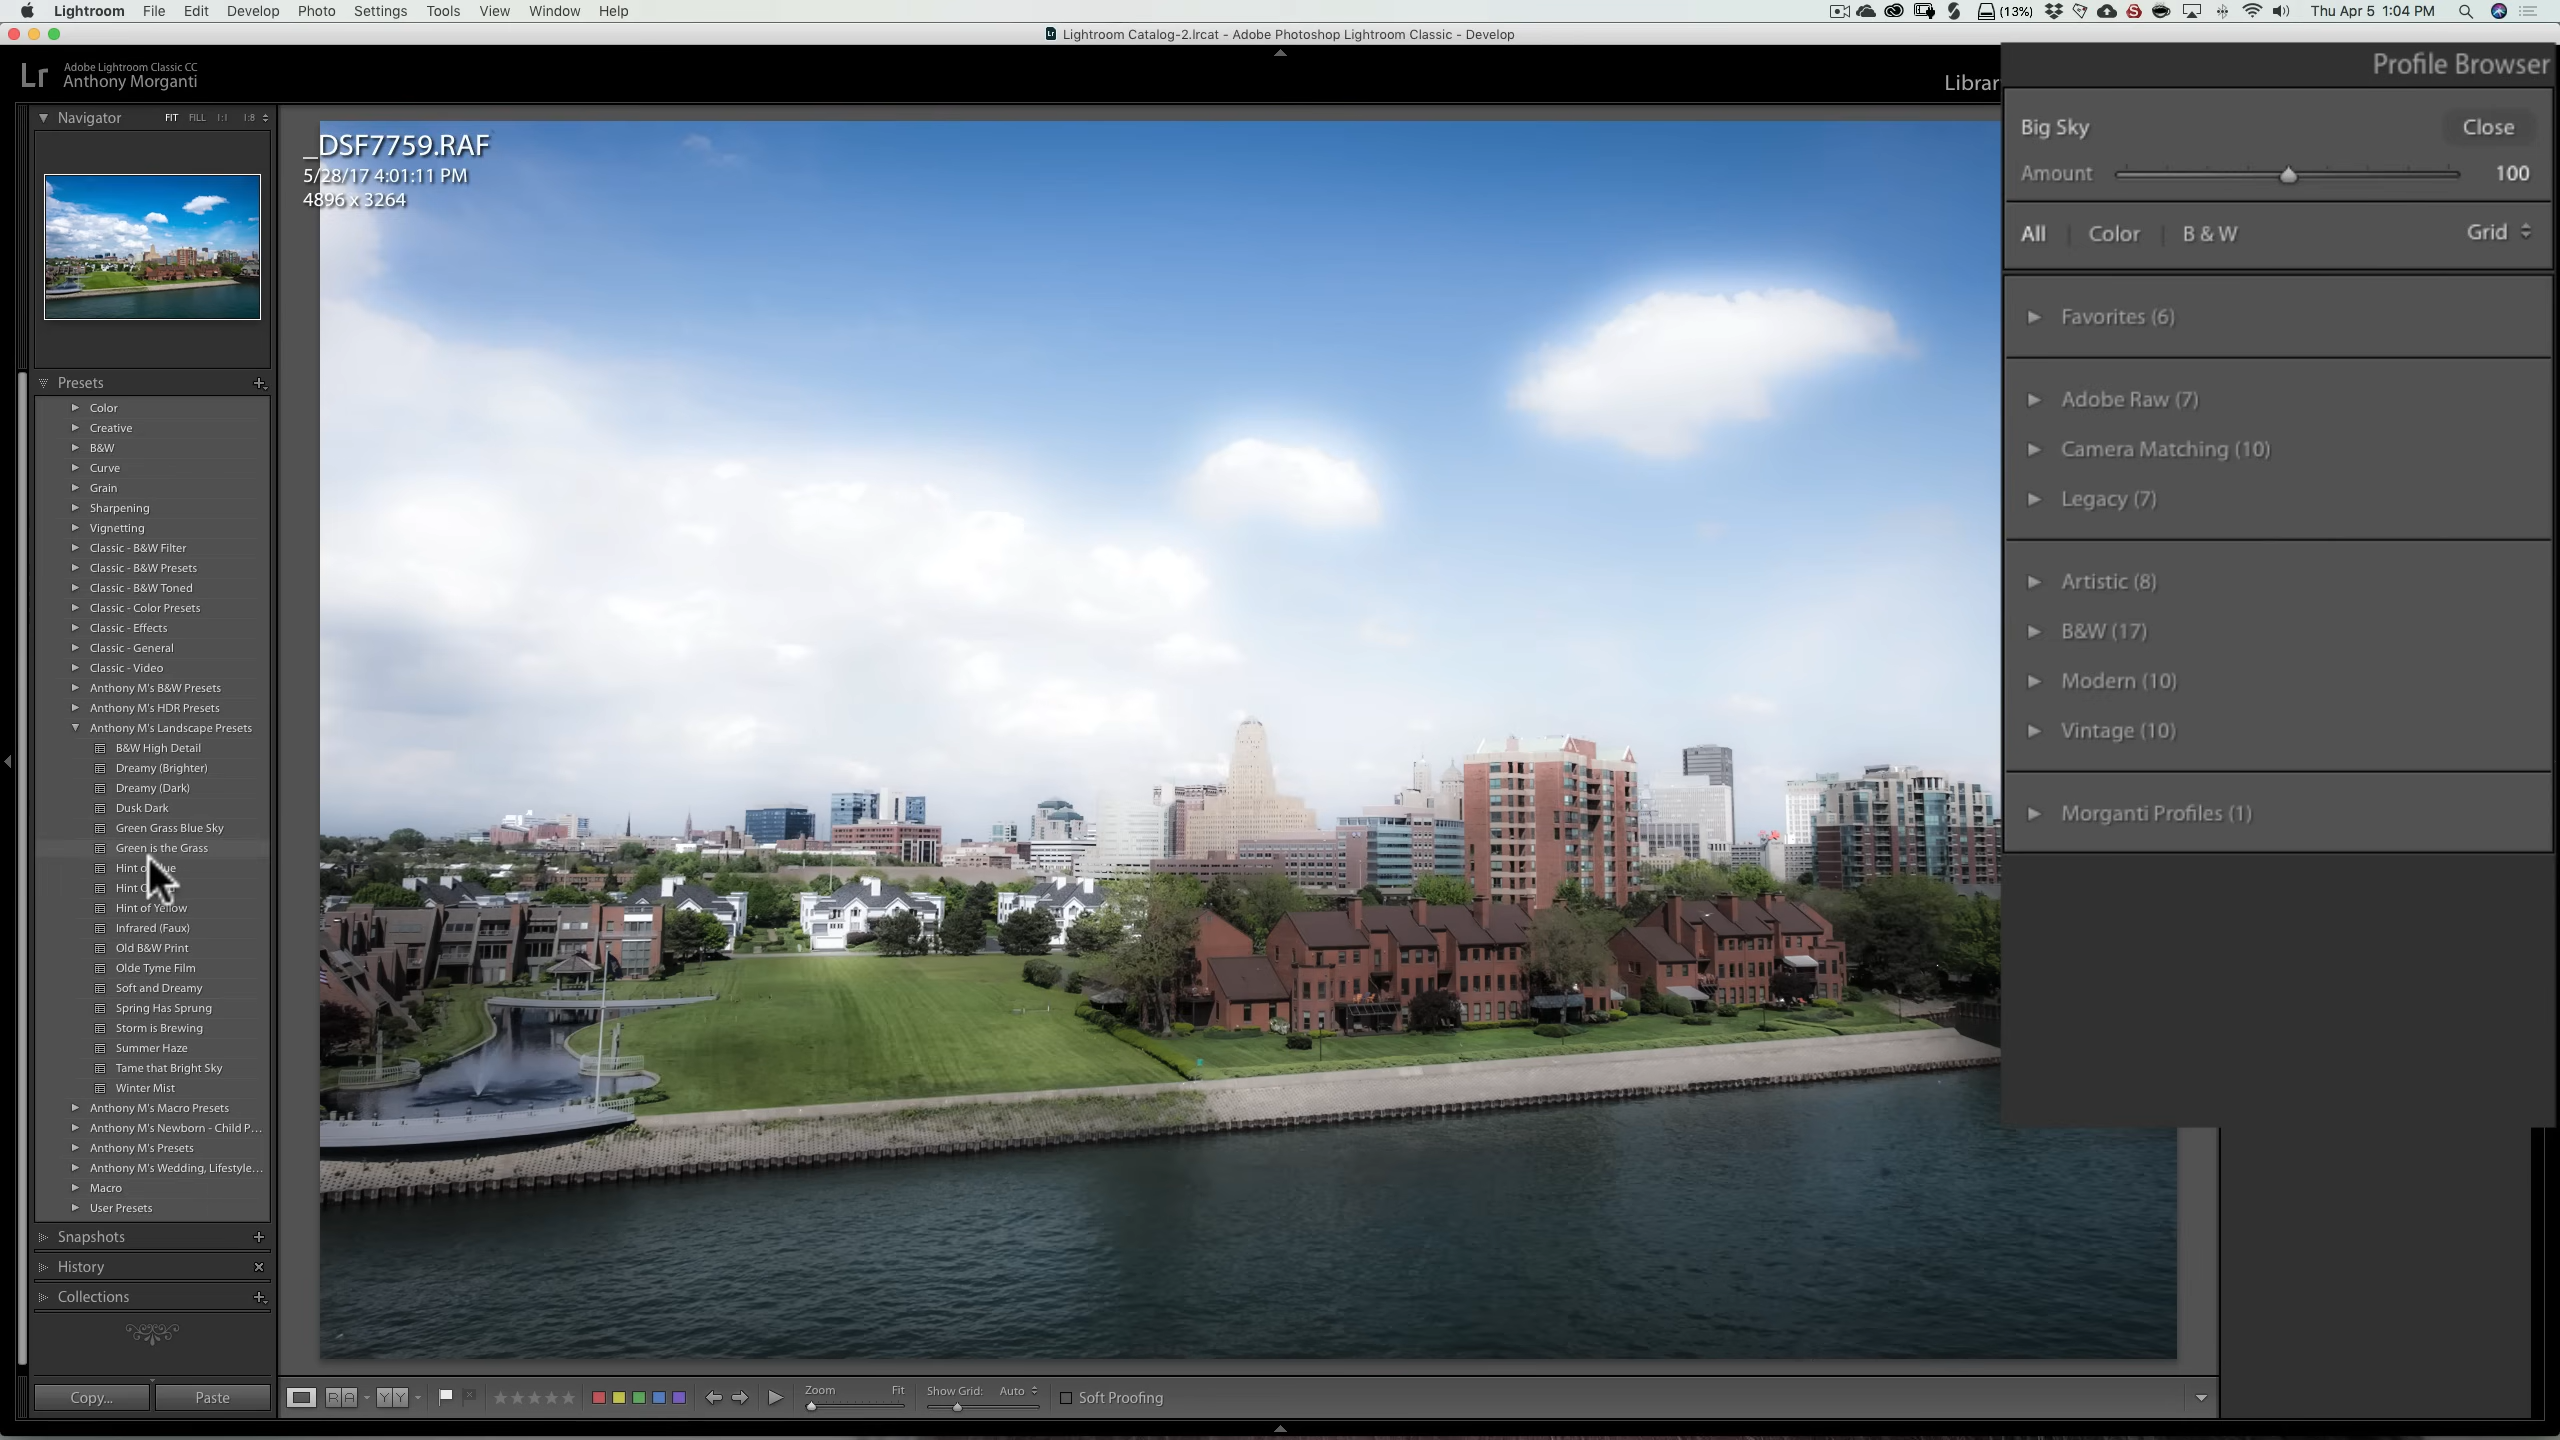 Lightroom File Edit Develop Photo Settings Tools View Window Help
(13%) Thu Apr 5 1:04 PM
Lightroom Catalog-2.lrcat - Adobe Photoshop Lightroom Classic - Develop
Lr Adobe Lightroom Classic CC
Anthony Morganti
Librar
Navigator FIT FILL 1:1 1:8
Presets
Color
Creative
B&W
Curve
Grain
Sharpening
Vignetting
Classic - B&W Filter
Classic - B&W Presets
Classic - B&W Toned
Classic - Color Presets
Classic - Effects
Classic - General
Classic - Video
Anthony M's B&W Presets
Anthony M's HDR Presets
Anthony M's Landscape Presets
B&W High Detail
Dreamy (Brighter)
Dreamy (Dark)
Dusk Dark
Green Grass Blue Sky
Green is the Grass
Hint
Hint
Hint of Yellow
Infrared (Faux)
Old B&W Print
Olde Tyme Film
Soft and Dreamy
Spring Has Sprung
Storm is Brewing
Summer Haze
Tame that Bright Sky
Winter Mist
Anthony M's Macro Presets
Anthony M's Newborn - Child P...
Anthony M's Presets
Anthony M's Wedding, Lifestyle...
Macro
User Presets
Snapshots
History
Collections
Copy... Paste
_DSF7759.RAF
5/28/17 4:01:11 PM
4896 x 3264
Profile Browser
Big Sky Close
Amount 100
All Color B & W Grid
Favorites (6)
Adobe Raw (7)
Camera Matching (10)
Legacy (7)
Artistic (8)
B&W (17)
Modern (10)
Vintage (10)
Morganti Profiles (1)
R A Y Y Zoom Fit Show Grid: Auto Soft Proofing